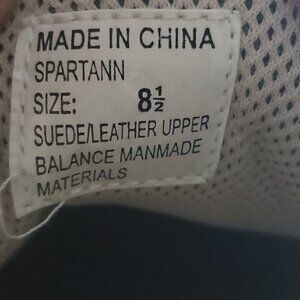 MADE IN CHINA
SPARTANN
SIZE: 8½
SUEDE/LEATHER UPPER
BALANCE MANMADE
MATERIALS